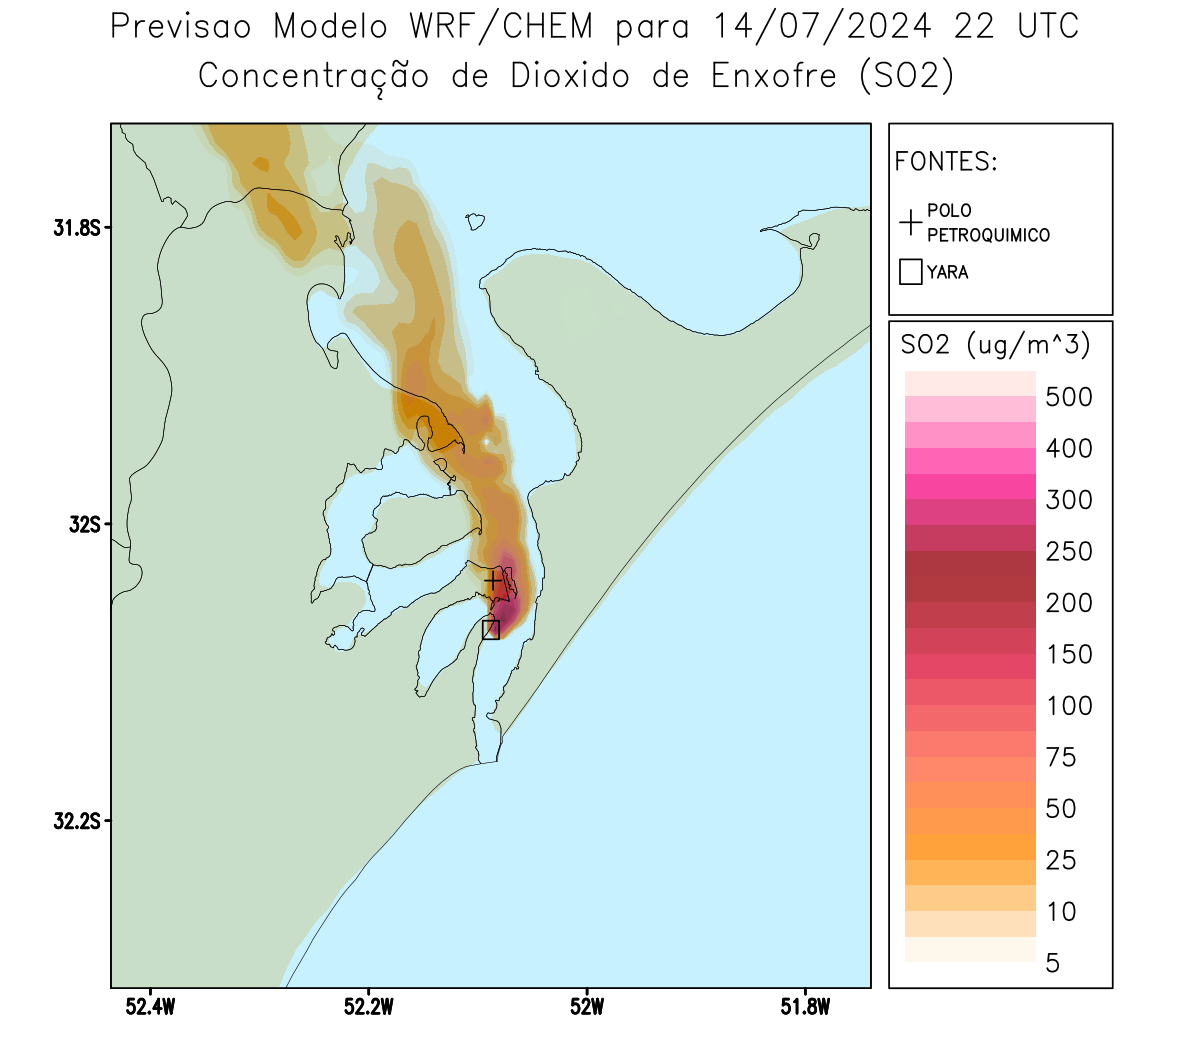 Previsao Modelo WRF/CHEM para 14/07/2024 22 UTC
Concentração de Dioxido de Enxofre (SO2)
FONTES:
POLO
PETROQUIMICO
YARA
31.8S
32S
32.2S
52.4W
52.2W
52W
51.8W
SO2 (ug/m^3)
500
400
300
250
200
150
100
75
50
25
10
5